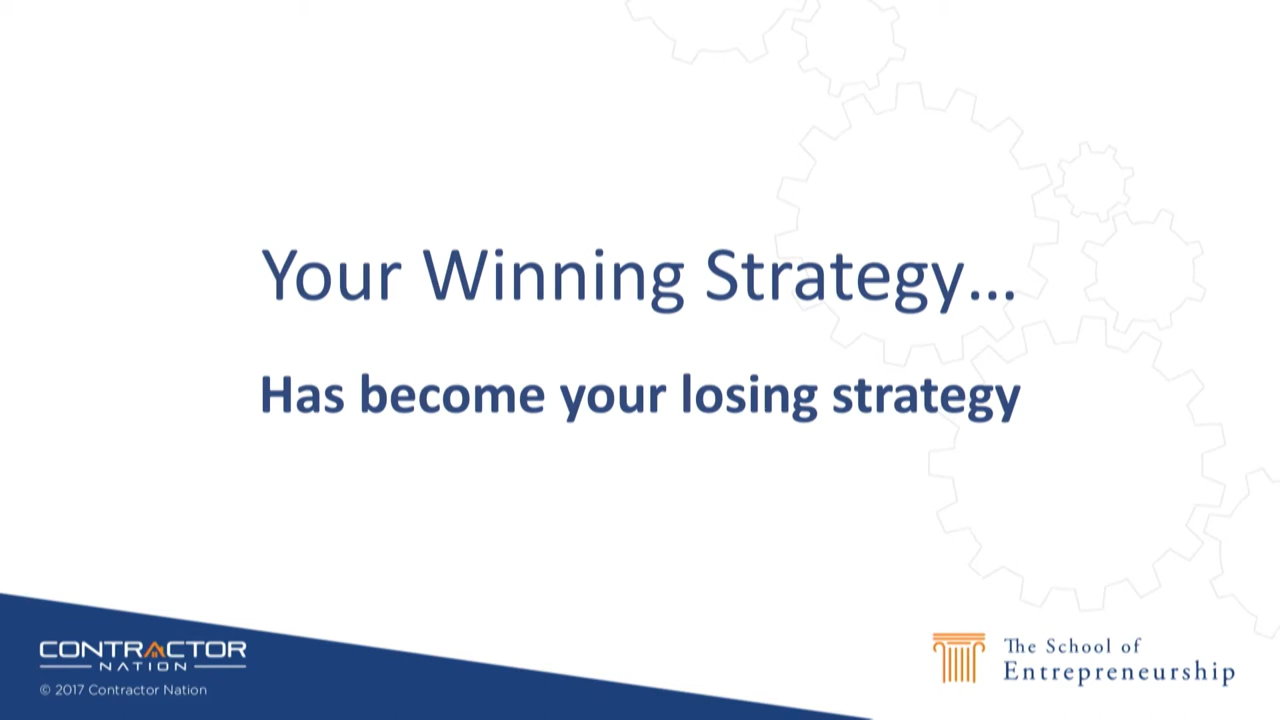 Your Winning Strategy...
Has become your losing strategy
CONTRACTOR
NATION
© 2017 Contractor Nation
The School of
Entrepreneurship